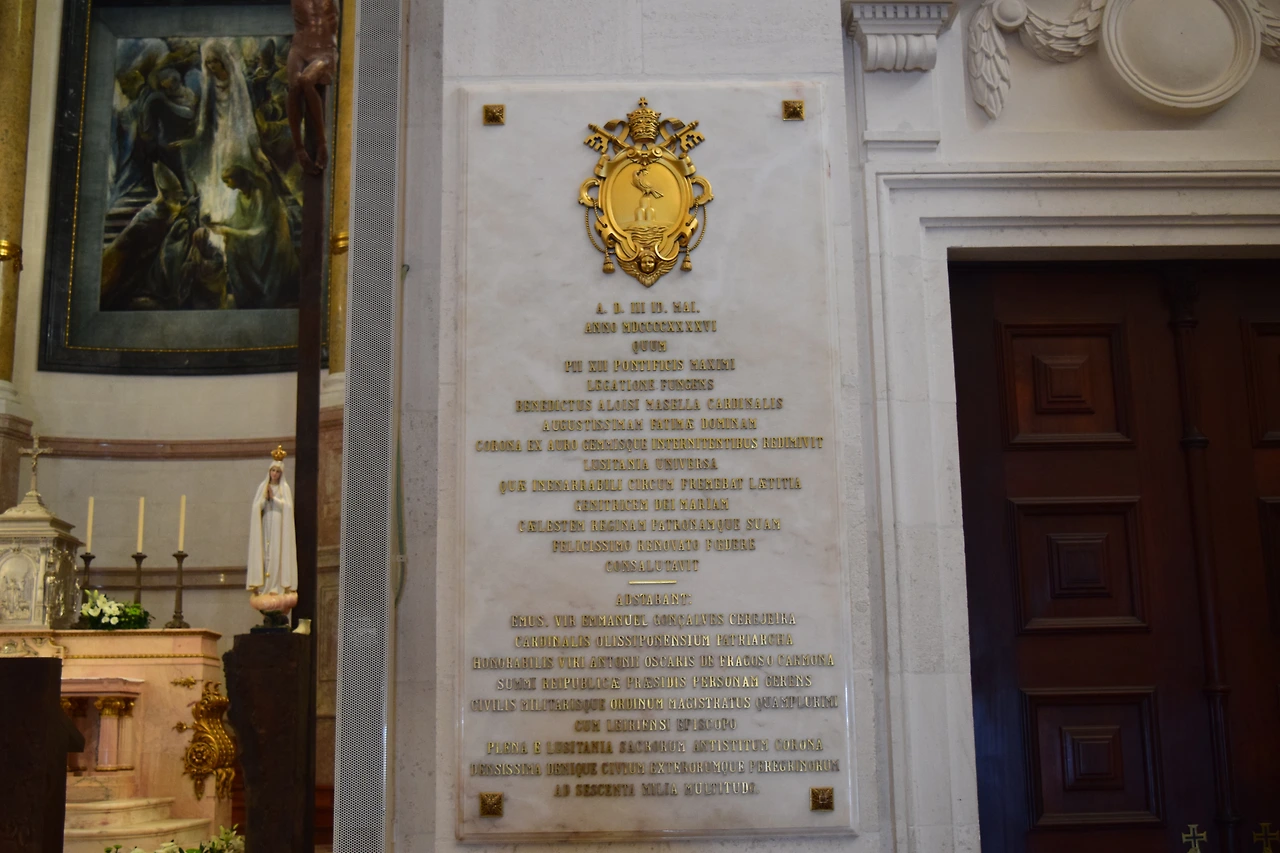 A. D. III ID. MAI.
ANNO MDCCCCXXXXVI
QUUM
PII XII PONTIFICIS MAXIMI
LEGATIONE FUNGENS
BENEDICTUS ALOISI MASELLA CARDINALIS
AUGUSTISSIMAM FATIMÆ DOMINAM
CORONA EX AURO GEMMISQUE INTERNITENTIBUS REDIMIVIT
LUSITANIA UNIVERSA
QUÆ INENARRABILI CIRCUM FREMEBAT LÆTITIA
GENITRICEM DEI MARIAM
CÆLESTEM REGINAM PATRONAMQUE SUAM
FELICISSIMO RENOVATO FŒDERE
CONSALUTAVIT
ADSTABANT:
EMUS. VIR EMMANUEL GONÇALVES CEREJEIRA
CARDINALIS OLISSIPONENSIUM PATRIARCHA
HONORABILIS VIRI ANTONII OSCARIS DE FRAGOSO CARMONA
SUMMI REIPUBLICÆ PRÆSIDIS PERSONAM GERENS
CIVILIS MILITARISQUE ORDINUM MAGISTRATUS QUAMPLURIMI
CUM LEIRIENSI EPISCOPO
PLENA E LUSITANIA SACRORUM ANTISTITUM CORONA
DENSISSIMA DENIQUE CIVIUM EXTERORUMQUE PEREGRINORUM
AD SESCENTA MILIA MULTITUDO.